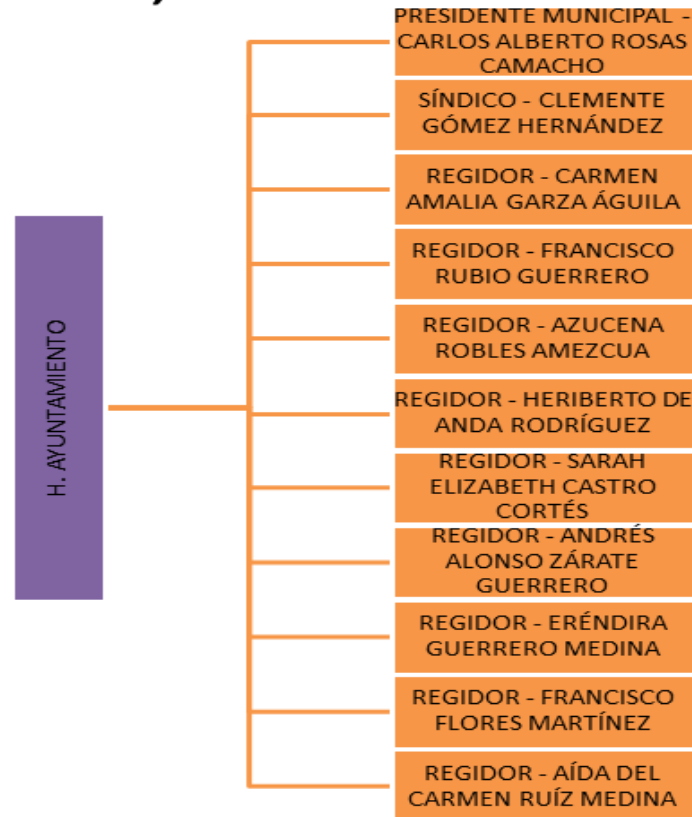 H. AYUNTAMIENTO
PRESIDENTE MUNICIPAL -
CARLOS ALBERTO ROSAS
CAMACHO
SÍNDICO - CLEMENTE
GÓMEZ HERNÁNDEZ
REGIDOR - CARMEN
AMALIA GARZA ÁGUILA
REGIDOR - FRANCISCO
RUBIO GUERRERO
REGIDOR - AZUCENA
ROBLES AMEZCUA
REGIDOR - HERIBERTO DE
ANDA RODRÍGUEZ
REGIDOR - SARAH
ELIZABETH CASTRO
CORTÉS
REGIDOR - ANDRÉS
ALONSO ZÁRATE
GUERRERO
REGIDOR - ERÉNDIRA
GUERRERO MEDINA
REGIDOR - FRANCISCO
FLORES MARTÍNEZ
REGIDOR - AÍDA DEL
CARMEN RUÍZ MEDINA